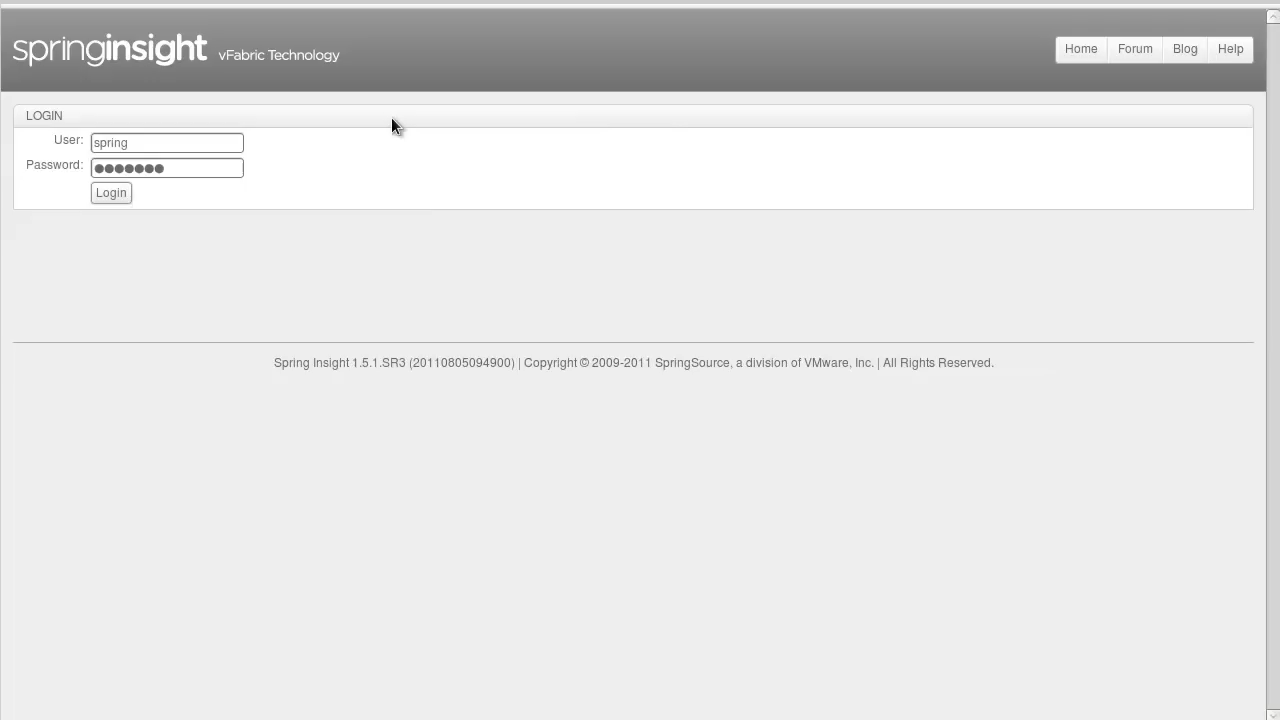 springinsight vFabric Technology
Home Forum Blog Help
LOGIN
User: spring
Password: ●●●●●●●
Login
Spring Insight 1.5.1.SR3 (20110805094900) | Copyright © 2009-2011 SpringSource, a division of VMware, Inc. | All Rights Reserved.